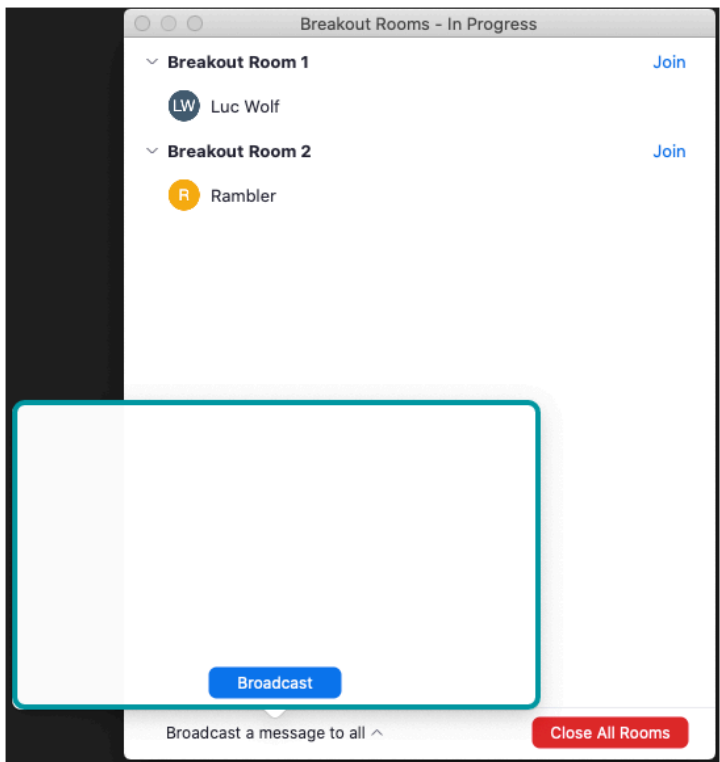 Breakout Rooms - In Progress
Breakout Room 1 Join
LW Luc Wolf
Breakout Room 2 Join
R Rambler
Broadcast
Broadcast a message to all
Close All Rooms